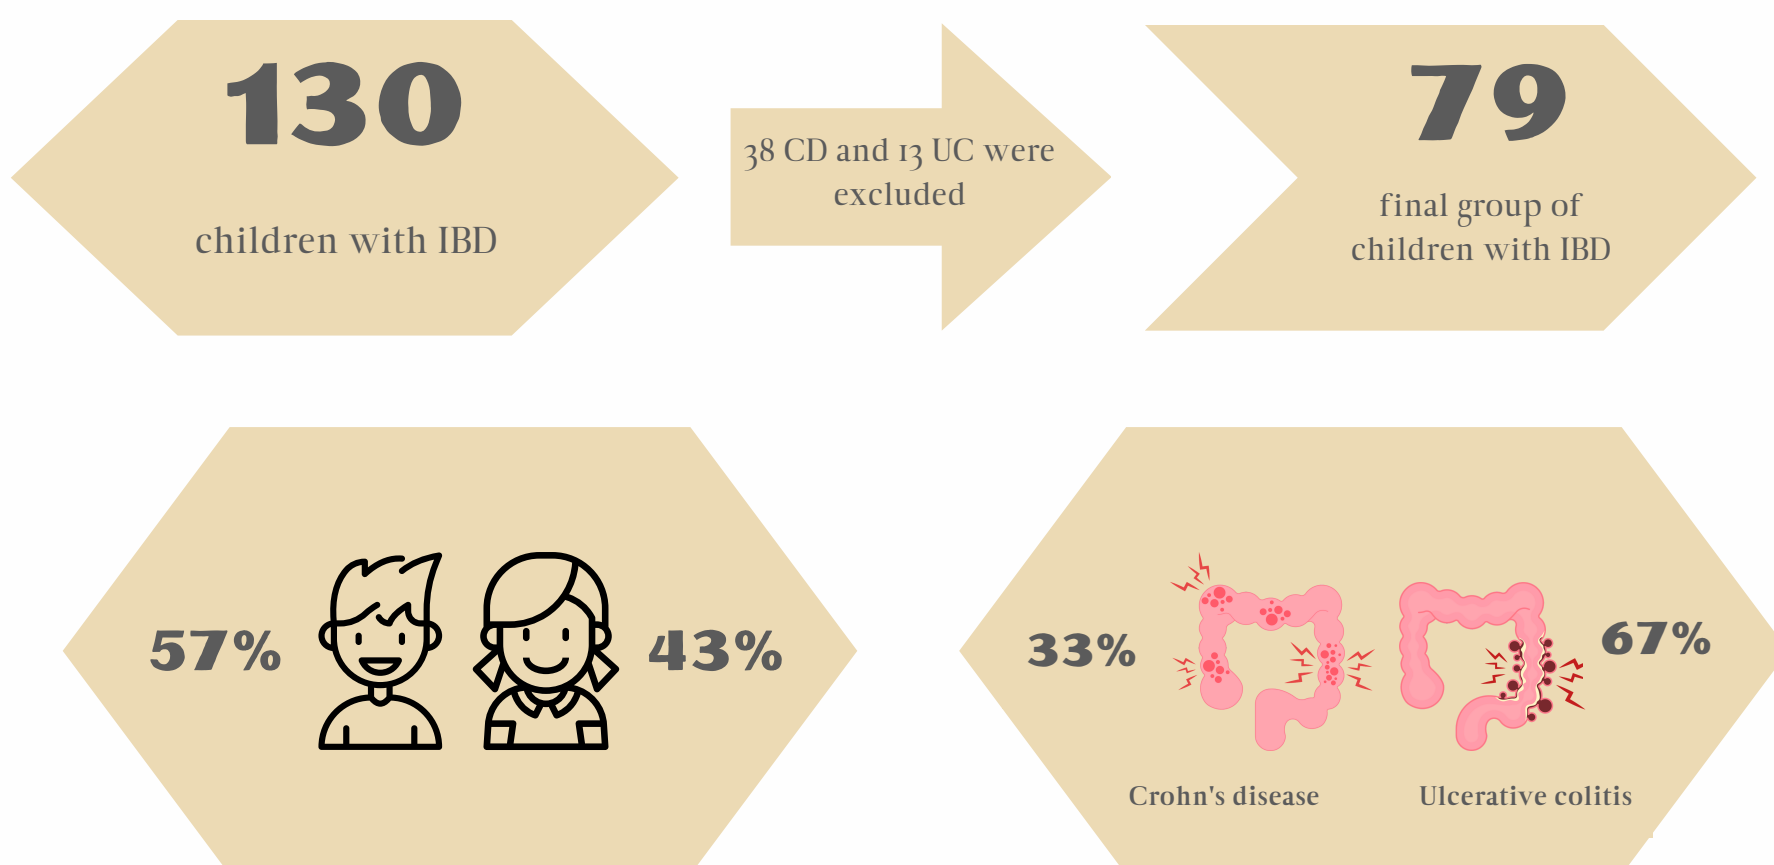 130
children with IBD
38 CD and 13 UC were
excluded
79
final group of
children with IBD
57%
43%
33%
67%
Crohn's disease
Ulcerative colitis